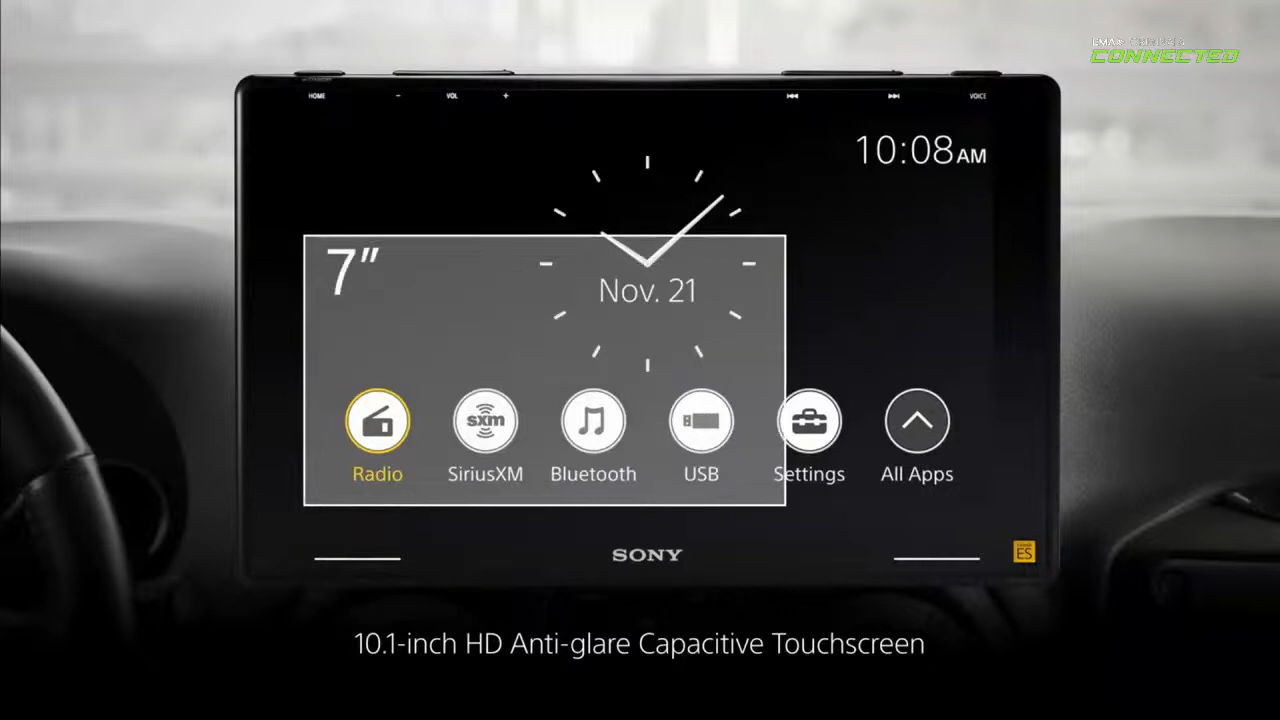 CONNECTED
HOME - VOL + VOICE
10:08AM
7"
Nov. 21
sxm
Radio SiriusXM Bluetooth USB Settings All Apps
SONY
ES
10.1-inch HD Anti-glare Capacitive Touchscreen